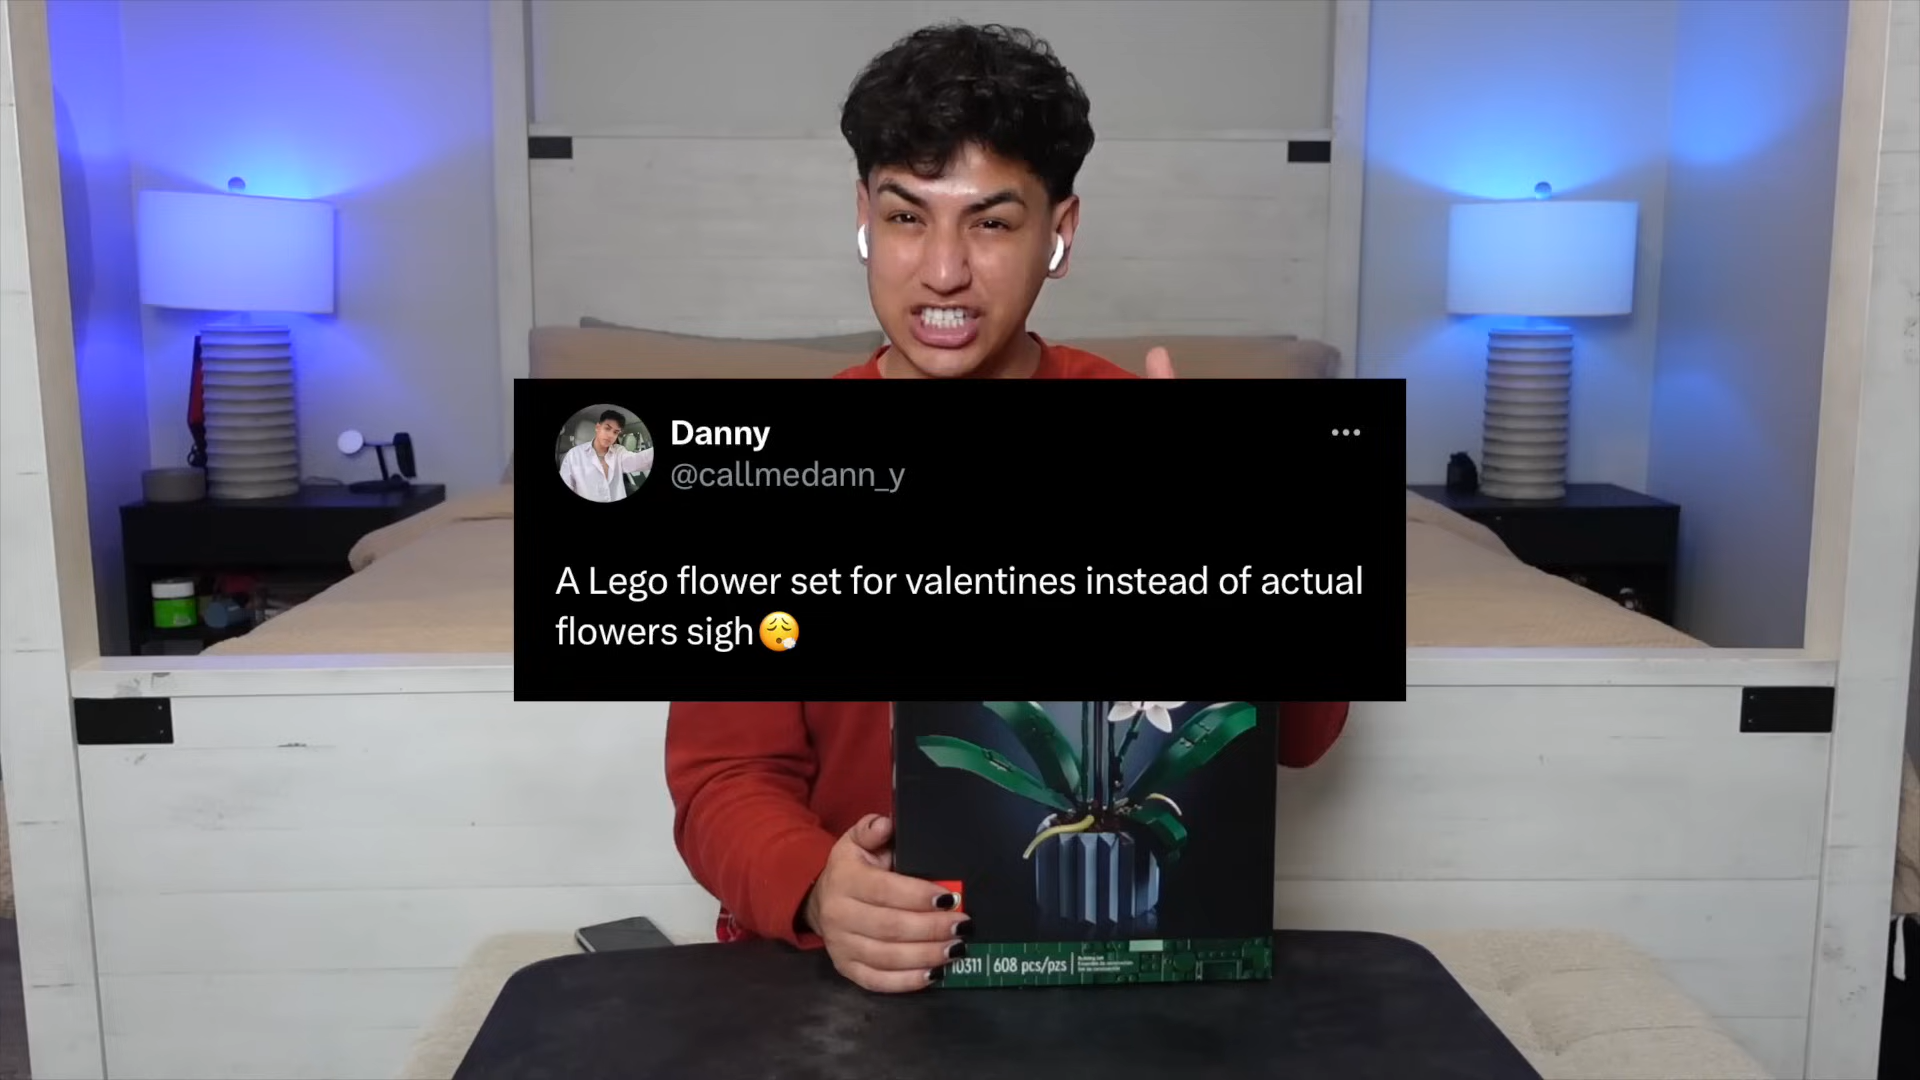 Danny
@callmedann_y
A Lego flower set for valentines instead of actual
flowers sigh😮‍💨
10311 608 pcs/pzs